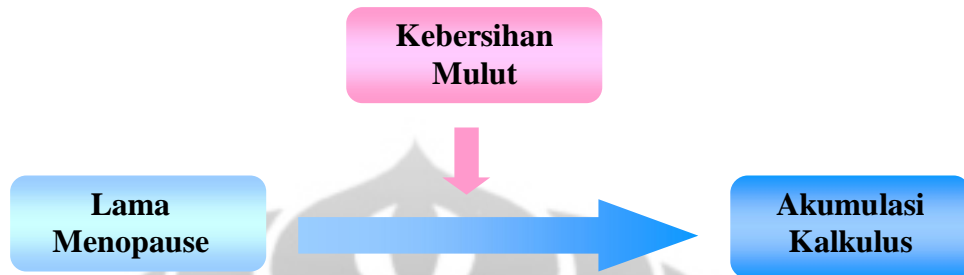 Kebersihan
Mulut
Lama
Menopause
Akumulasi
Kalkulus